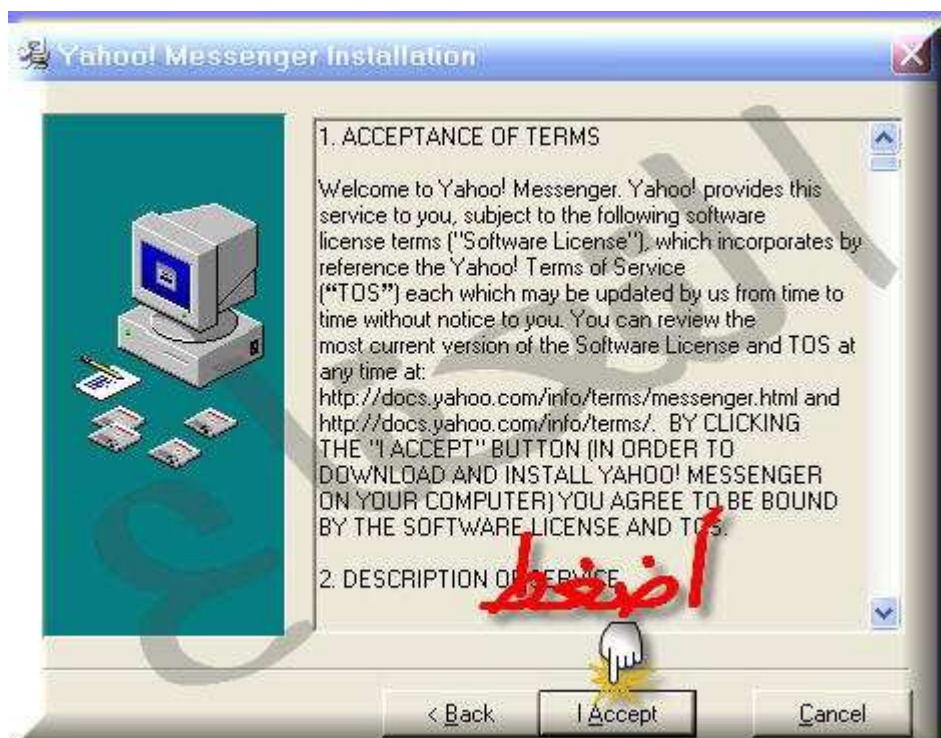 Yahoo! Messenger Installation
1. ACCEPTANCE OF TERMS
Welcome to Yahoo! Messenger. Yahoo! provides this
service to you, subject to the following software
license terms ("Software License"), which incorporates by
reference the Yahoo! Terms of Service
(“TOS”) each which may be updated by us from time to
time without notice to you. You can review the
most current version of the Software License and TOS at
any time at:
http://docs.yahoo.com/info/terms/messenger.html and
http://docs.yahoo.com/info/terms/. BY CLICKING
THE "I ACCEPT" BUTTON (IN ORDER TO
DOWNLOAD AND INSTALL YAHOO! MESSENGER
ON YOUR COMPUTER) YOU AGREE TO BE BOUND
BY THE SOFTWARE LICENSE AND TOS.
2. DESCRIPTION OF SERVICE
أضغط
< Back
I Accept
Cancel